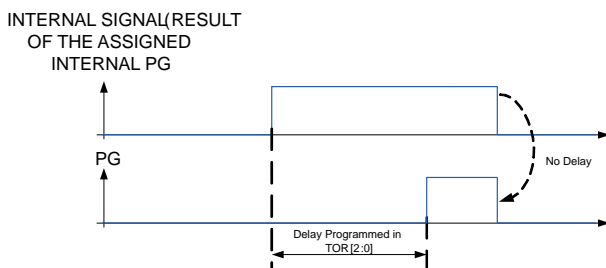 INTERNAL SIGNAL(RESULT
OF THE ASSIGNED
INTERNAL PG
PG
No Delay
Delay Programmed in
TOR[2:0]